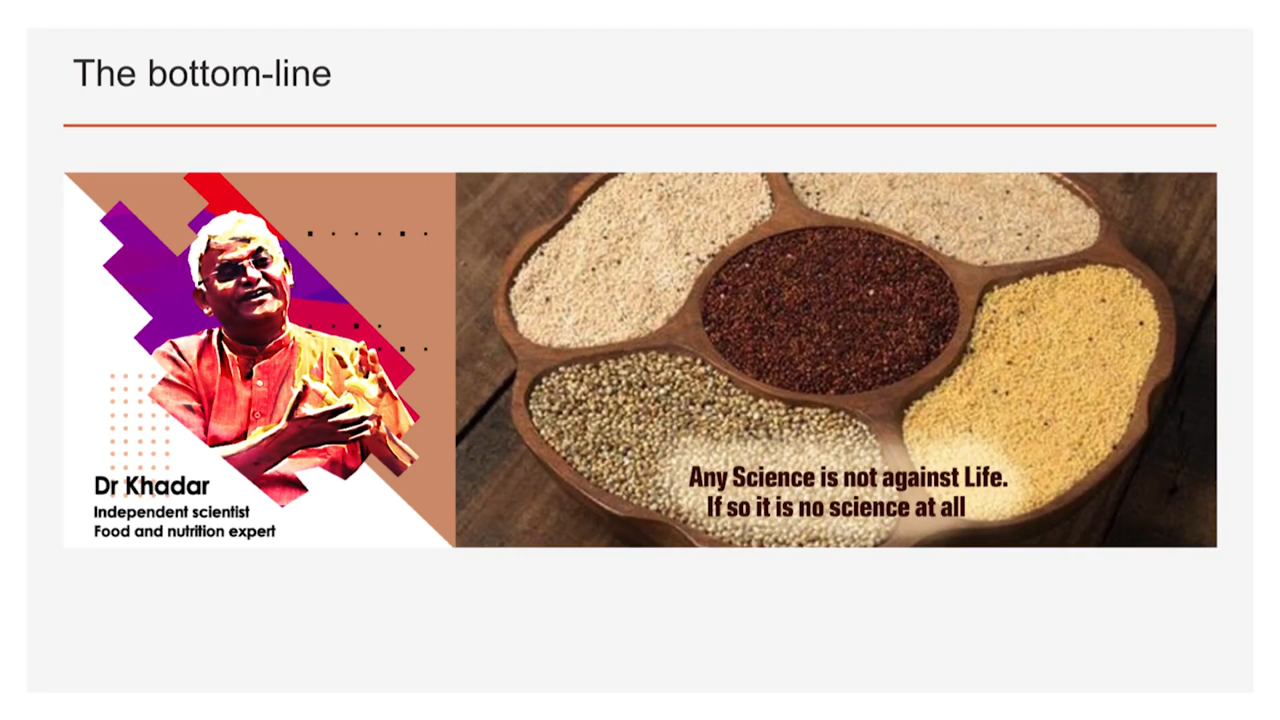 The bottom-line
Dr Khadar
Independent scientist
Food and nutrition expert
Any Science is not against Life.
If so it is no science at all